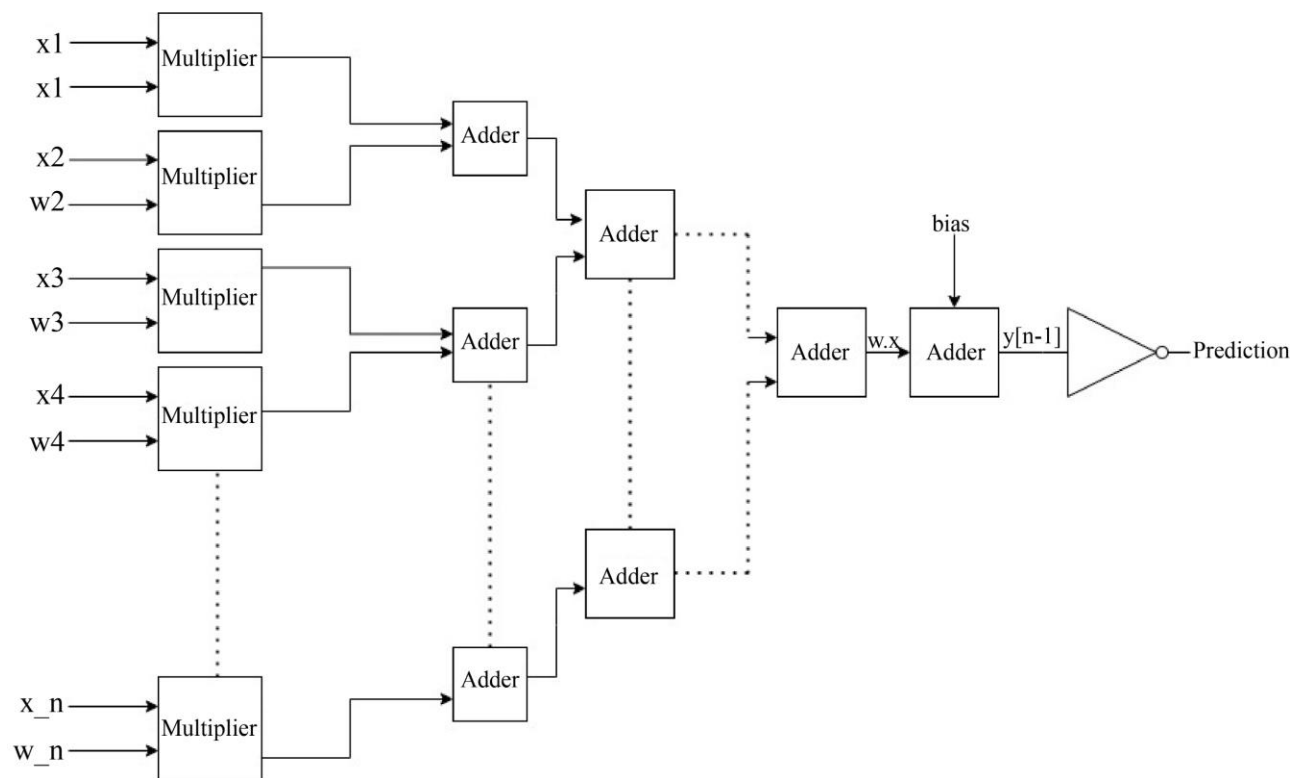 x1
x1
Multiplier
x2
w2
Multiplier
x3
w3
Multiplier
x4
w4
Multiplier
x_n
w_n
Multiplier
Adder
Adder
Adder
Adder
Adder
Adder
w.x
bias
Adder
y[n-1]
Prediction